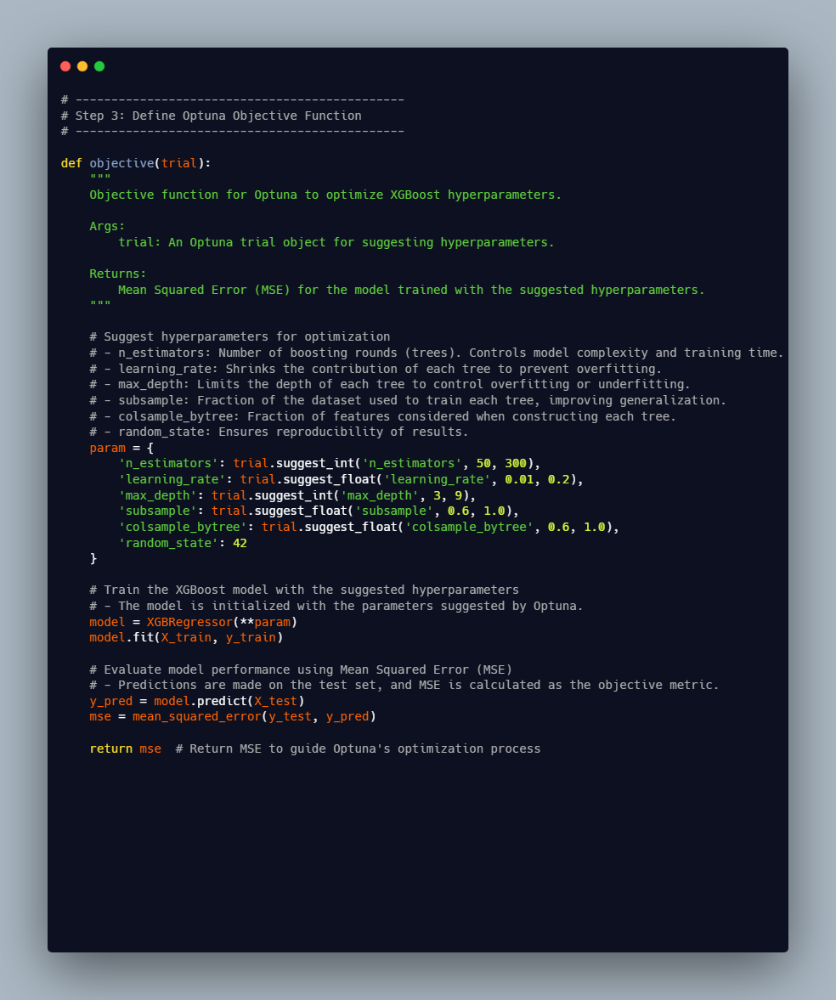 # ----------------------------------------------
# Step 3: Define Optuna Objective Function
# ----------------------------------------------

def objective(trial):
    """
    Objective function for Optuna to optimize XGBoost hyperparameters.

    Args:
        trial: An Optuna trial object for suggesting hyperparameters.

    Returns:
        Mean Squared Error (MSE) for the model trained with the suggested hyperparameters.
    """

    # Suggest hyperparameters for optimization
    # - n_estimators: Number of boosting rounds (trees). Controls model complexity and training time.
    # - learning_rate: Shrinks the contribution of each tree to prevent overfitting.
    # - max_depth: Limits the depth of each tree to control overfitting or underfitting.
    # - subsample: Fraction of the dataset used to train each tree, improving generalization.
    # - colsample_bytree: Fraction of features considered when constructing each tree.
    # - random_state: Ensures reproducibility of results.
    param = {
        'n_estimators': trial.suggest_int('n_estimators', 50, 300),
        'learning_rate': trial.suggest_float('learning_rate', 0.01, 0.2),
        'max_depth': trial.suggest_int('max_depth', 3, 9),
        'subsample': trial.suggest_float('subsample', 0.6, 1.0),
        'colsample_bytree': trial.suggest_float('colsample_bytree', 0.6, 1.0),
        'random_state': 42
    }

    # Train the XGBoost model with the suggested hyperparameters
    # - The model is initialized with the parameters suggested by Optuna.
    model = XGBRegressor(**param)
    model.fit(X_train, y_train)

    # Evaluate model performance using Mean Squared Error (MSE)
    # - Predictions are made on the test set, and MSE is calculated as the objective metric.
    y_pred = model.predict(X_test)
    mse = mean_squared_error(y_test, y_pred)

    return mse  # Return MSE to guide Optuna's optimization process